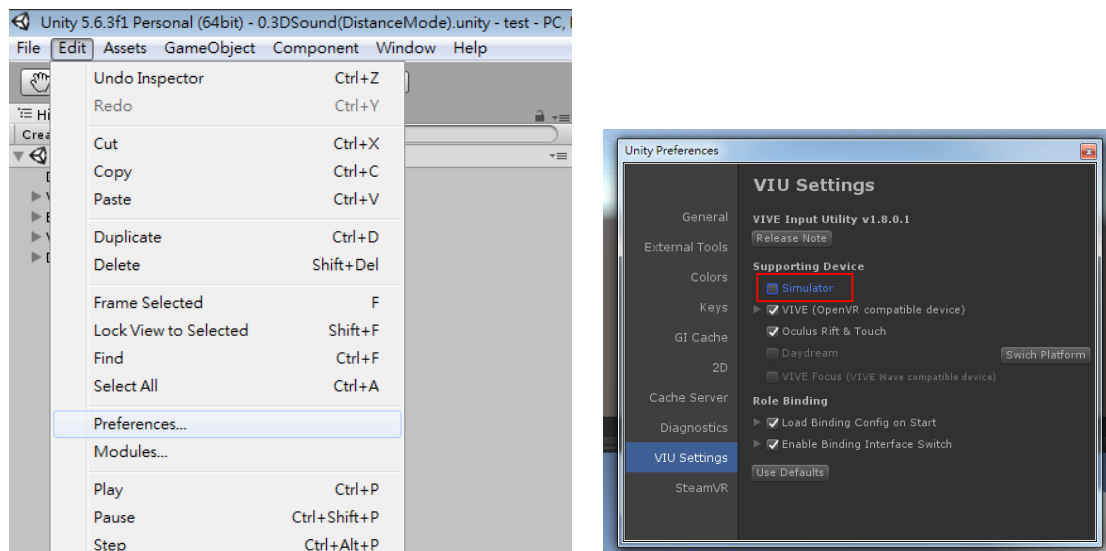 Unity 5.6.3f1 Personal (64bit) - 0.3DSound(DistanceMode).unity - test - PC,
File Edit Assets GameObject Component Window Help
Undo Inspector Ctrl+Z
Redo Ctrl+Y
Cut Ctrl+X
Copy Ctrl+C
Paste Ctrl+V
Duplicate Ctrl+D
Delete Shift+Del
Frame Selected F
Lock View to Selected Shift+F
Find Ctrl+F
Select All Ctrl+A
Preferences...
Modules...
Play Ctrl+P
Pause Ctrl+Shift+P
Step Ctrl+Alt+P
Unity Preferences
General
External Tools
Colors
Keys
GI Cache
2D
Cache Server
Diagnostics
VIU Settings
SteamVR
VIU Settings
VIVE Input Utility v1.8.0.1
Release Note
Supporting Device
Simulator
VIVE (OpenVR compatible device)
Oculus Rift & Touch
Daydream Swich Platform
VIVE Focus (VIVE Wave compatible device)
Role Binding
Load Binding Config on Start
Enable Binding Interface Switch
Use Defaults